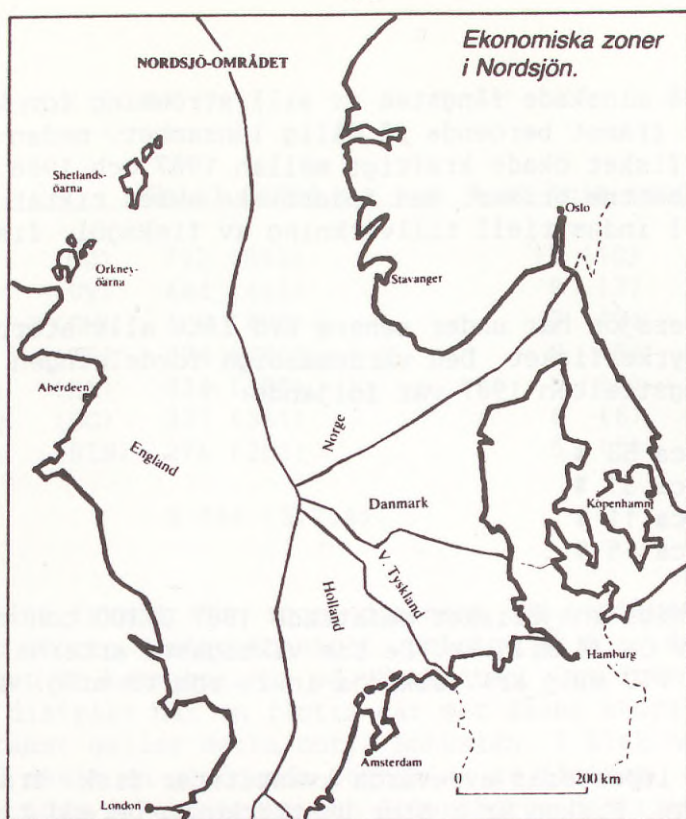 Ekonomiska zoner
i Nordsjön.
NORDSJÖ-OMRÅDET
Shetland-
öarna
Oslo
Orkney-
öarna
Stavanger
Aberdeen
Norge
England
Danmark
Köpenhamn
V. Tyskland
Holland
Hamburg
Amsterdam
0 200 km
London